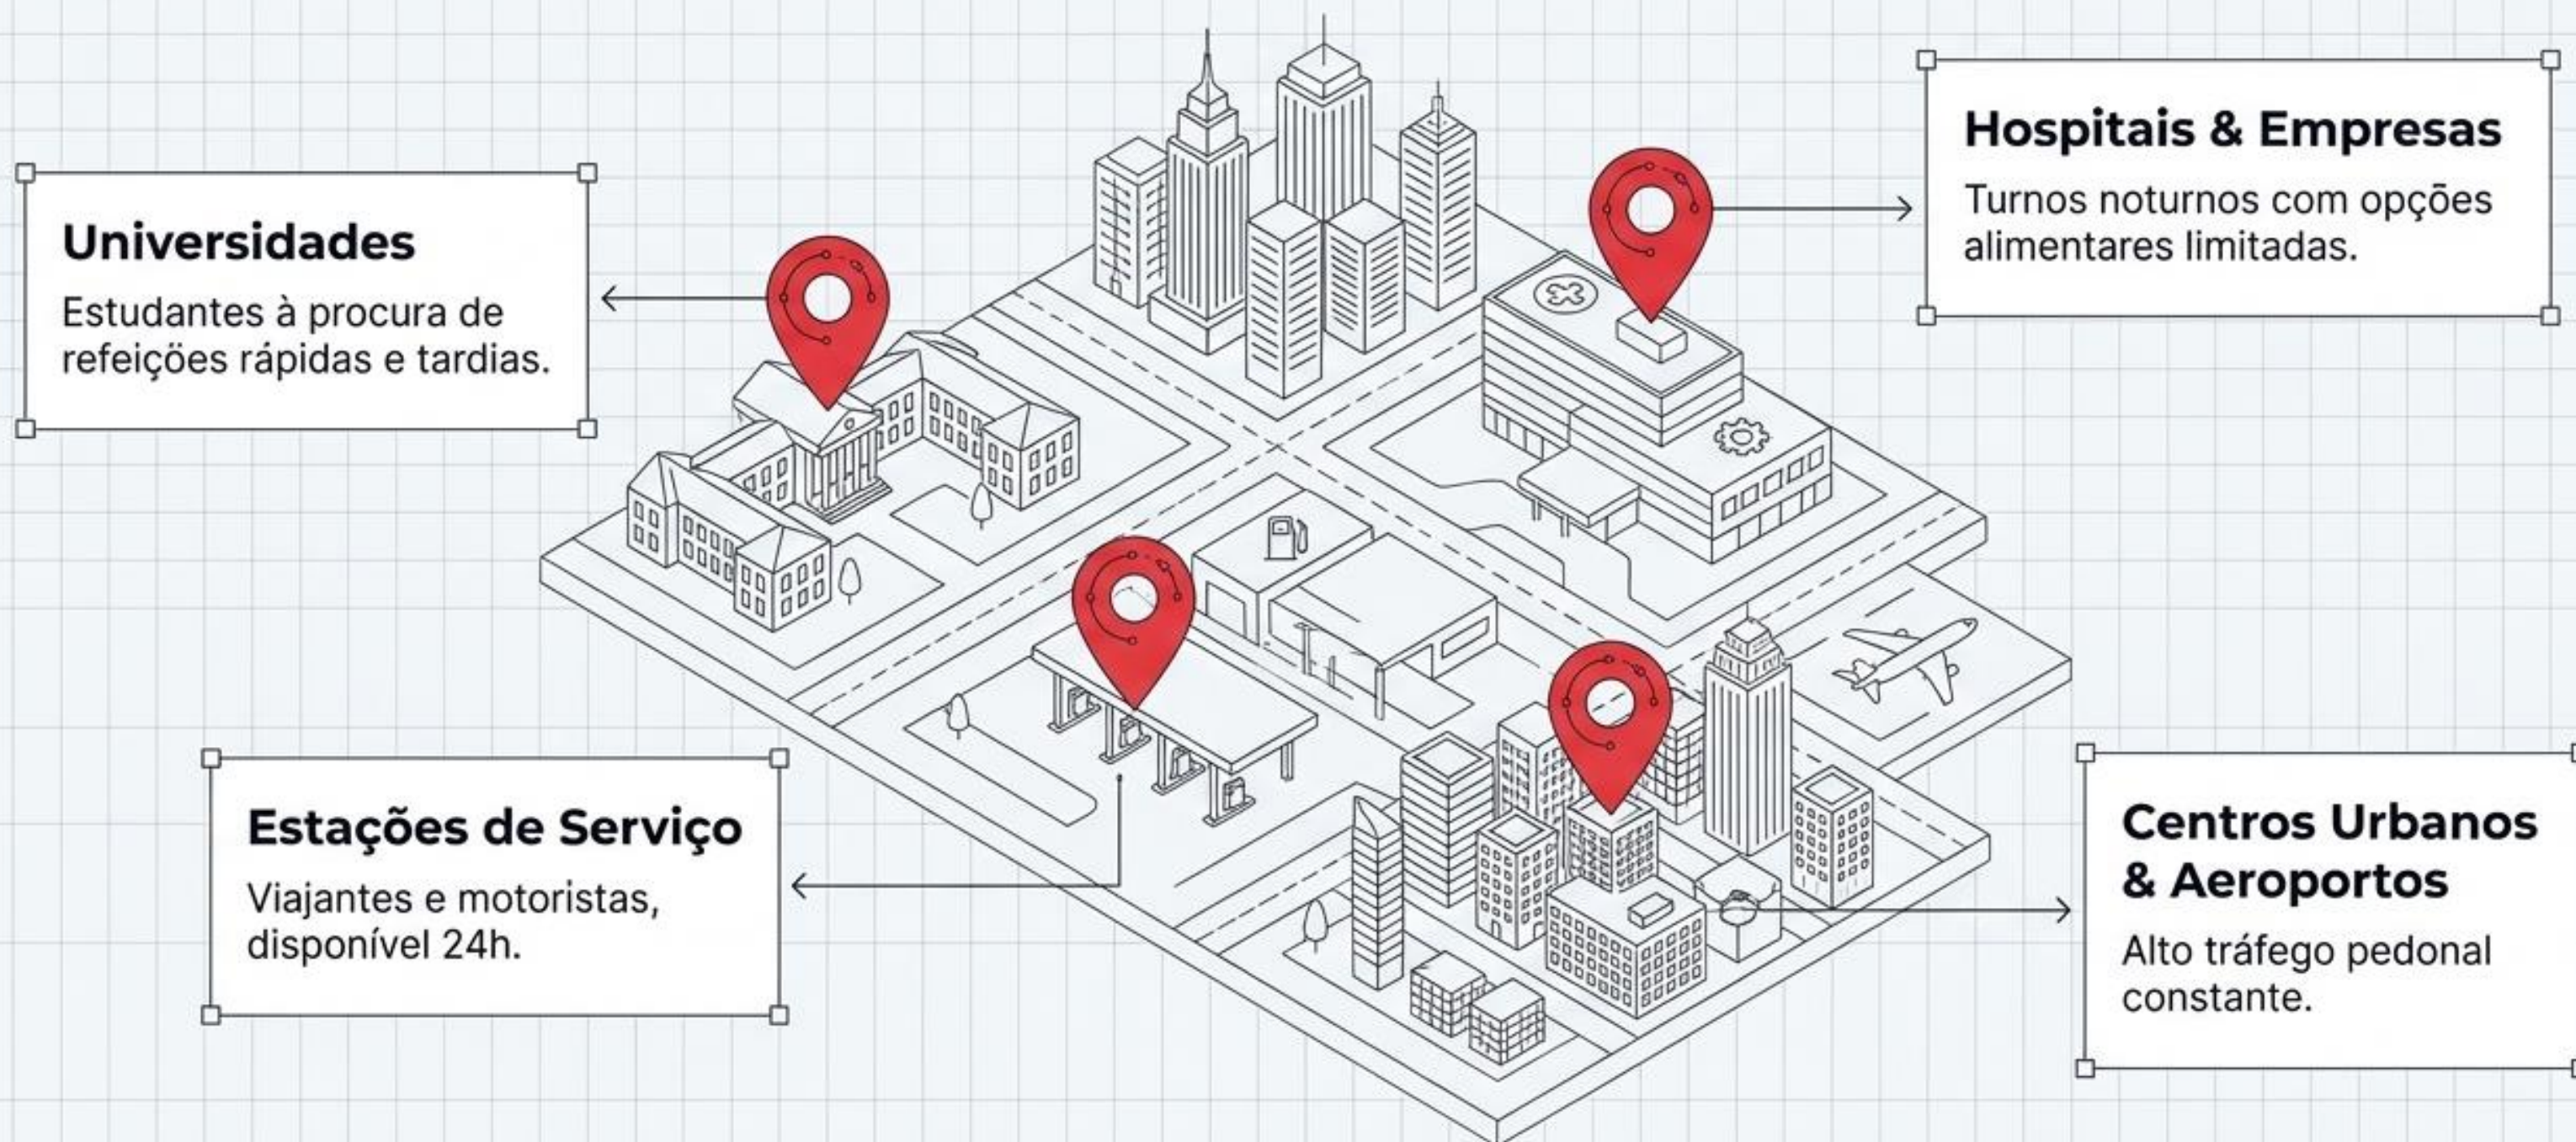 Universidades
Estudantes à procura de
refeições rápidas e tardias.
Hospitais & Empresas
Turnos noturnos com opções
alimentares limitadas.
Estações de Serviço
Viajantes e motoristas,
disponível 24h.
Centros Urbanos
& Aeroportos
Alto tráfego pedonal
constante.